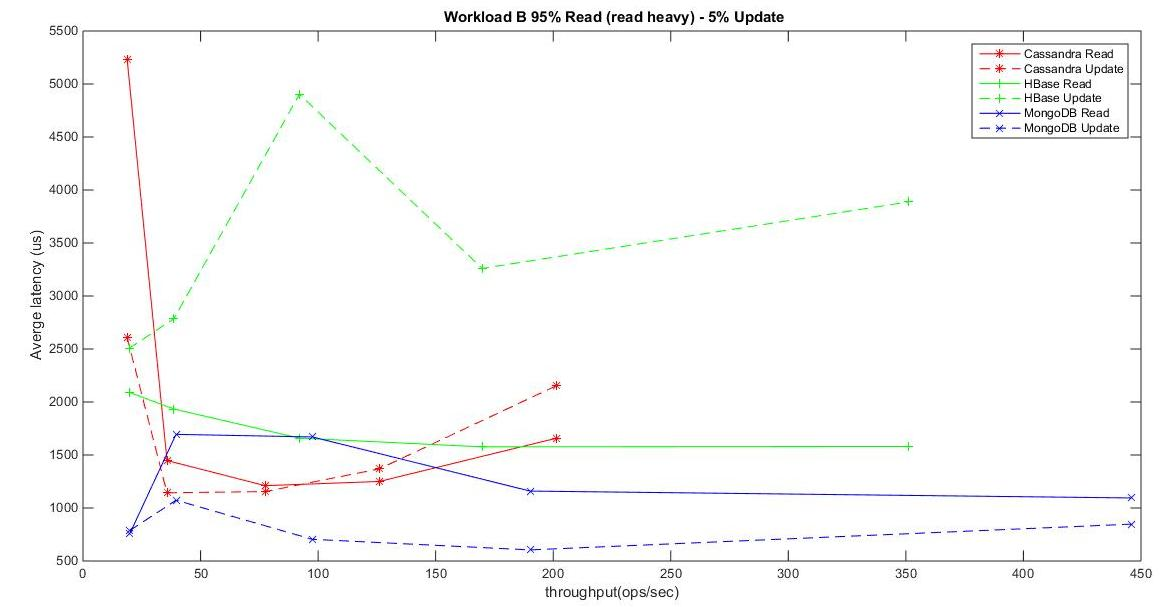 Workload B 95% Read (read heavy) - 5% Update
5500
5000
4500
4000
3500
3000
2500
2000
1500
1000
500
Averge latency (us)
Cassandra Read
Cassandra Update
HBase Read
HBase Update
MongoDB Read
MongoDB Update
0 50 100 150 200 250 300 350 400 450
throughput(ops/sec)